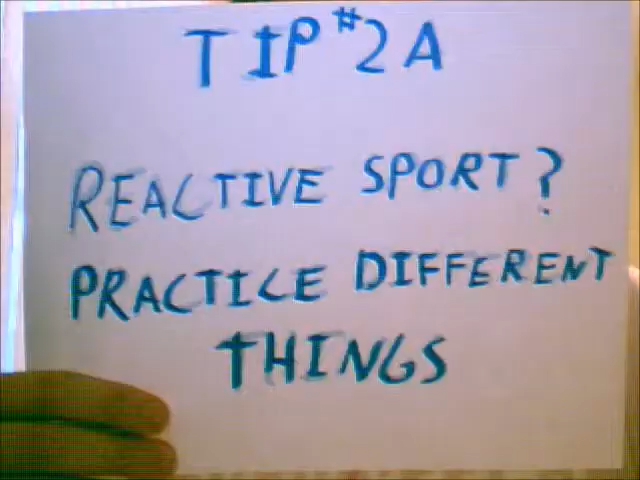 TIP #2A
REACTIVE SPORT?
PRACTICE DIFFERENT
THINGS